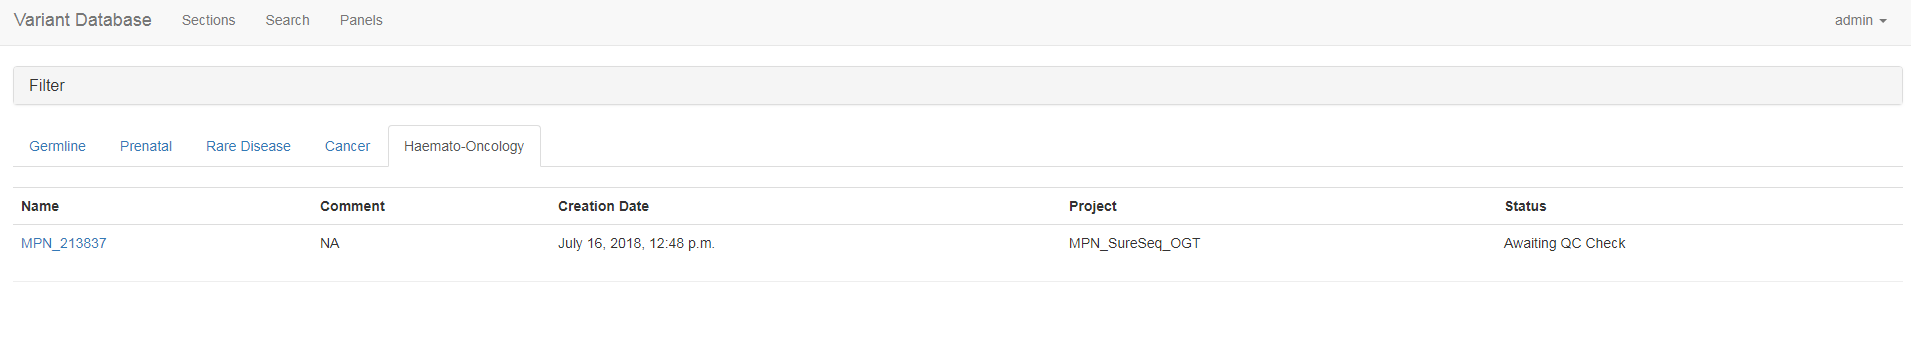 Variant Database Sections Search Panels admin
Filter
Germline Prenatal Rare Disease Cancer Haemato-Oncology
Name Comment Creation Date Project Status
MPN_213837 NA July 16, 2018, 12:48 p.m. MPN_SureSeq_OGT Awaiting QC Check